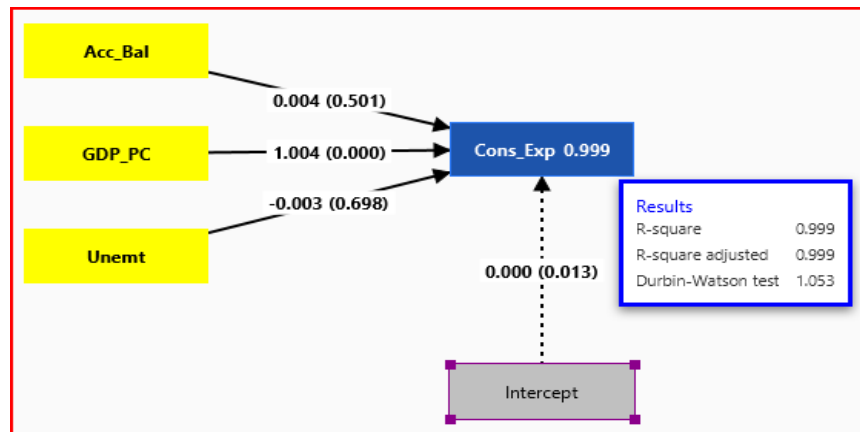 Acc_Bal
0.004 (0.501)
GDP_PC
1.004 (0.000)
Cons_Exp 0.999
-0.003 (0.698)
Unemt
Results
R-square 0.999
R-square adjusted 0.999
Durbin-Watson test 1.053
0.000 (0.013)
Intercept